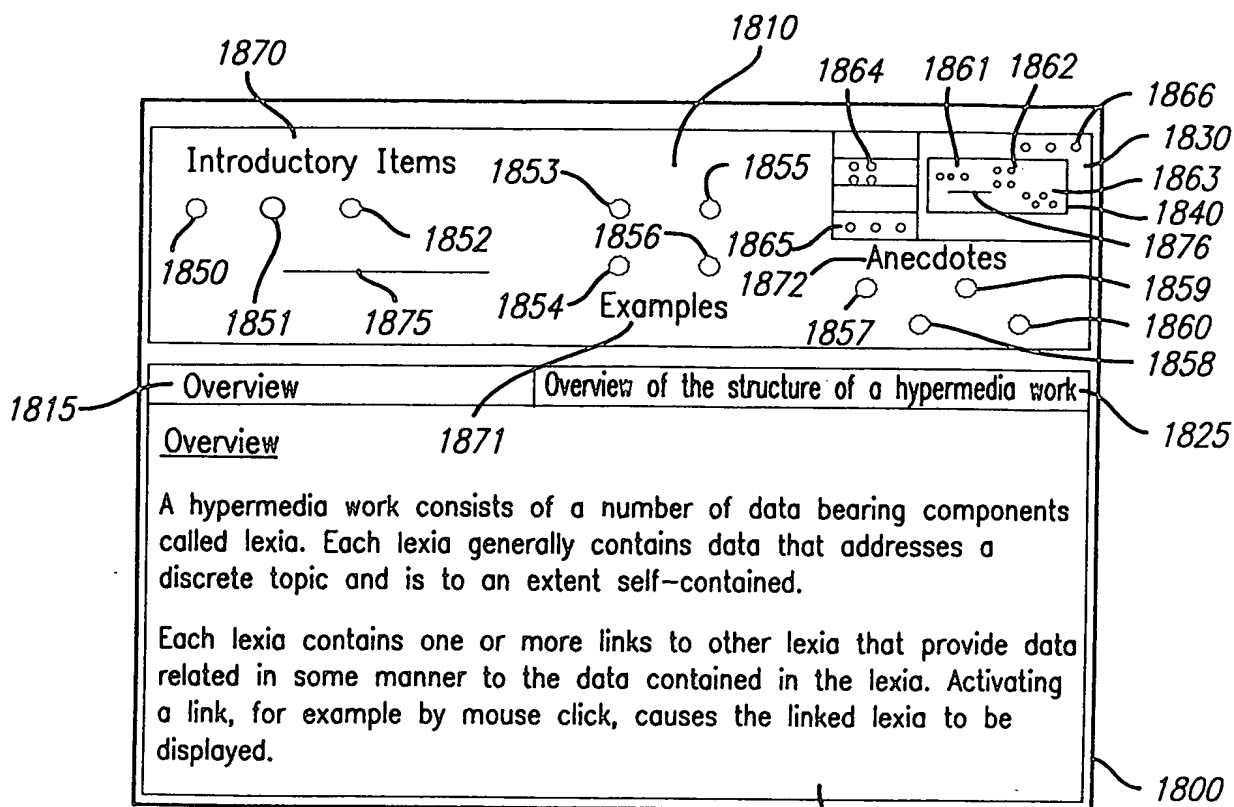 1870
1810
1864
1861
1862
1866
1830
Introductory Items
1853
1855
1863
1840
1850
1852
1856
1865
1876
1872
Anecdotes
1851
1875
1854
Examples
1857
1859
1860
1858
1815
Overview
Overview of the structure of a hypermedia work
1871
1825
Overview
A hypermedia work consists of a number of data bearing components
called lexia. Each lexia generally contains data that addresses a
discrete topic and is to an extent self-contained.
Each lexia contains one or more links to other lexia that provide data
related in some manner to the data contained in the lexia. Activating
a link, for example by mouse click, causes the linked lexia to be
displayed.
1800